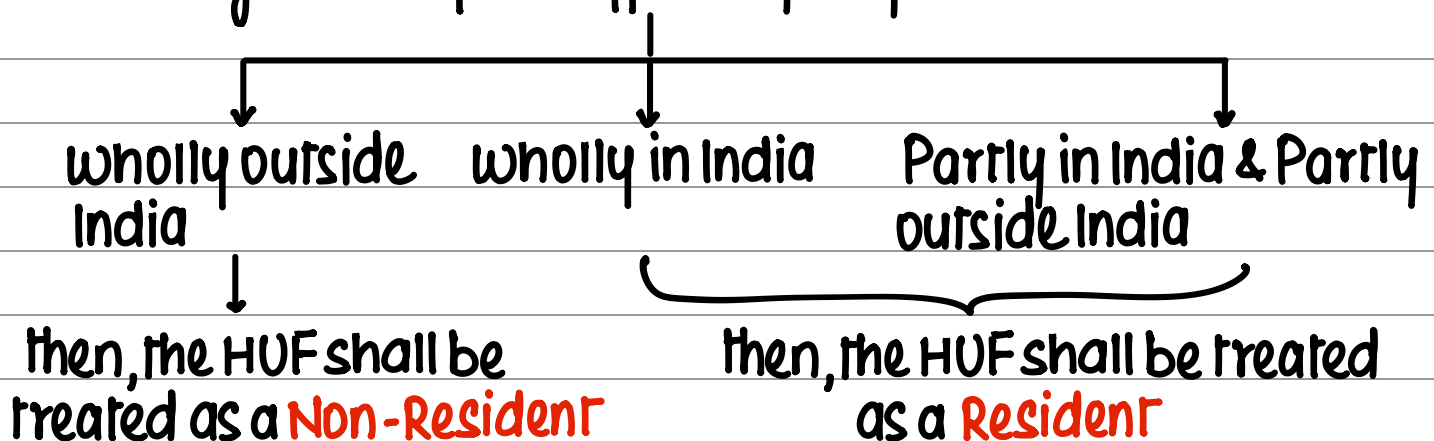 wholly outside India
wholly in India
Partly in India & Partly outside India
then, the HUF shall be treated as a Non-Resident
then, the HUF shall be treated as a Resident